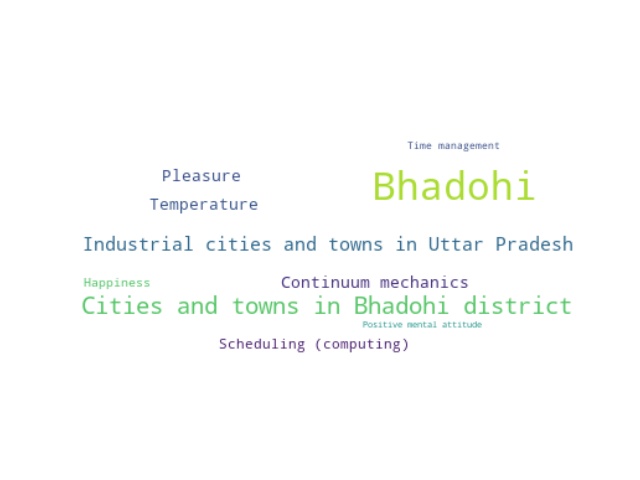 Time management
Pleasure
Bhadohi
Temperature
Industrial cities and towns in Uttar Pradesh
Happiness
Continuum mechanics
Cities and towns in Bhadohi district
Positive mental attitude
Scheduling (computing)